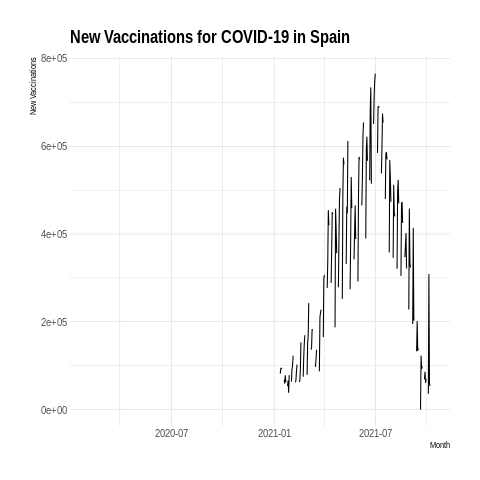 New Vaccinations for COVID-19 in Spain
New Vaccinations
8e+05
6e+05
4e+05
2e+05
0e+00
2020-07
2021-01
2021-07
Month